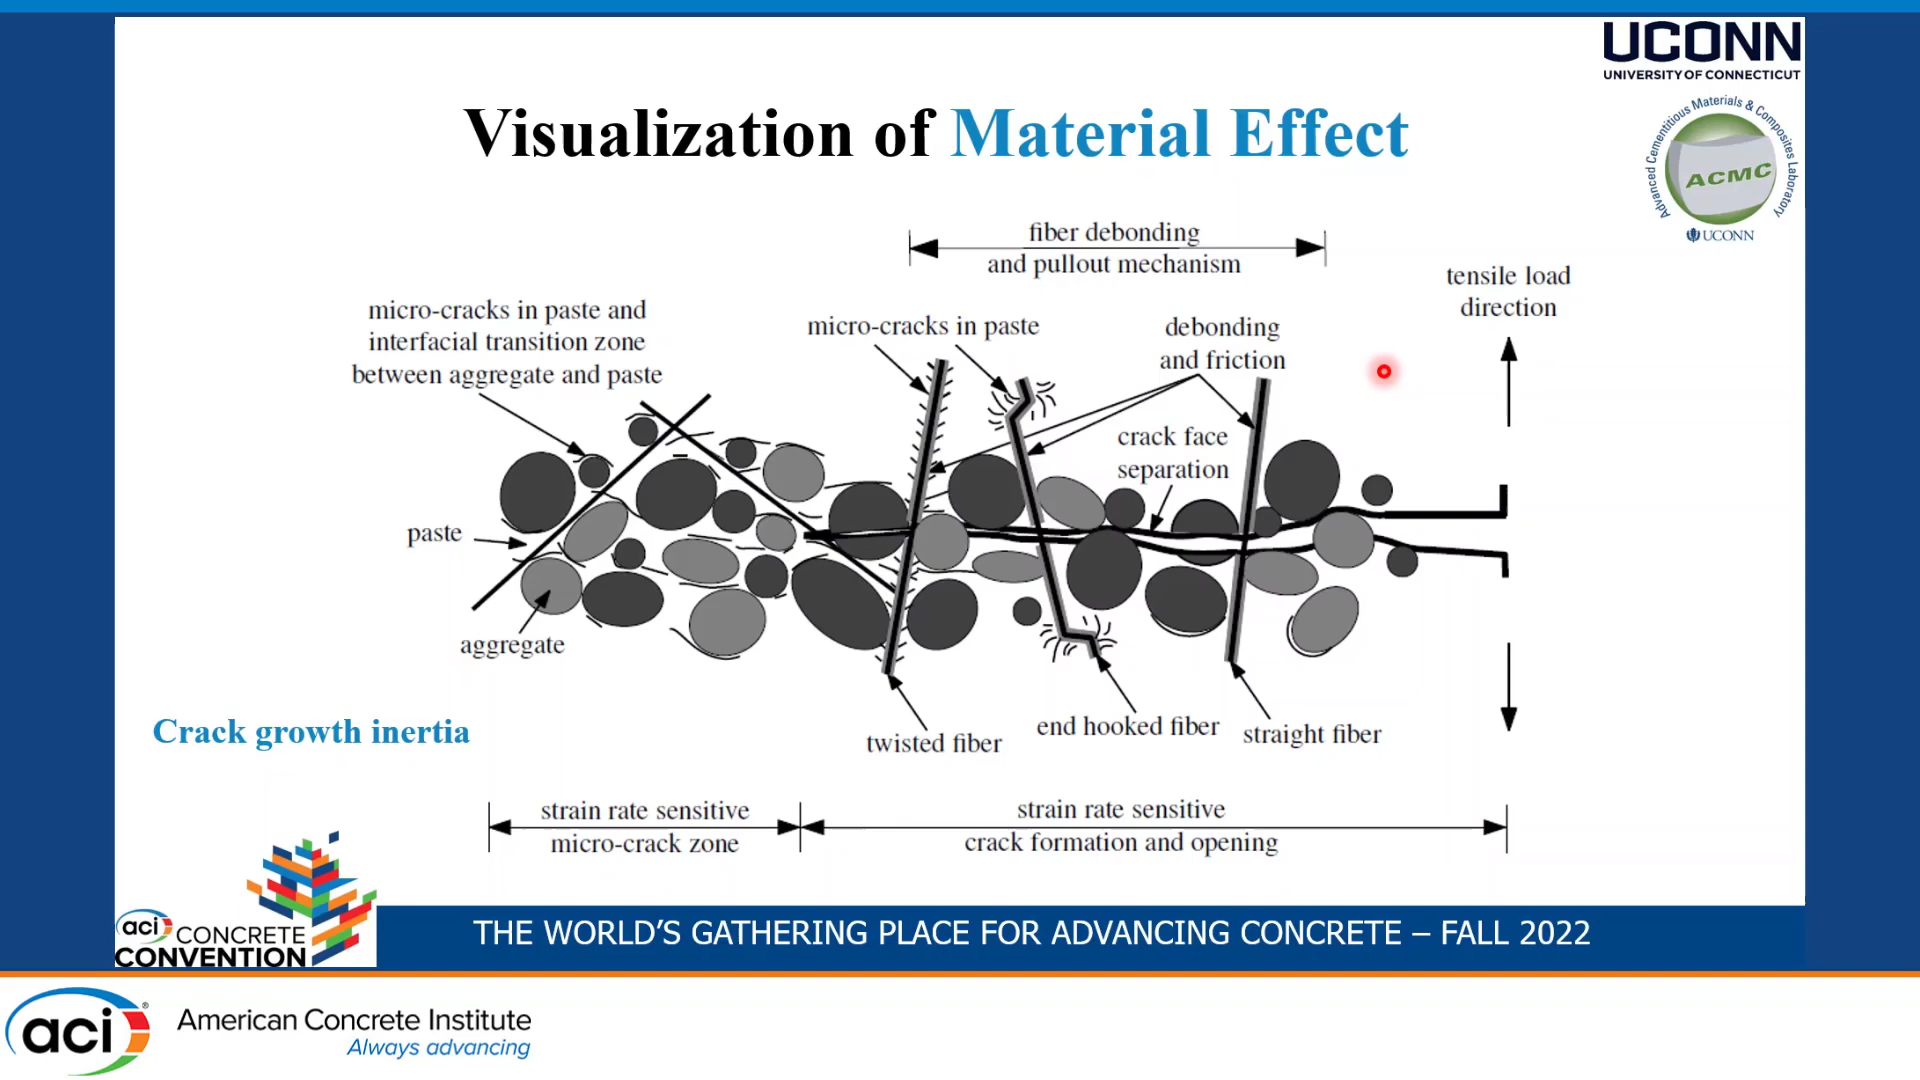 UCONN
UNIVERSITY OF CONNECTICUT
Visualization of Material Effect
Advanced Cementitious Materials & Composites Laboratory
ACMC
UCONN
fiber debonding
and pullout mechanism
tensile load
direction
micro-cracks in paste and
interfacial transition zone
between aggregate and paste
micro-cracks in paste
debonding
and friction
crack face
separation
paste
aggregate
Crack growth inertia
twisted fiber
end hooked fiber
straight fiber
strain rate sensitive
micro-crack zone
strain rate sensitive
crack formation and opening
aci CONCRETE
CONVENTION
THE WORLD'S GATHERING PLACE FOR ADVANCING CONCRETE – FALL 2022
aci®
American Concrete Institute
Always advancing